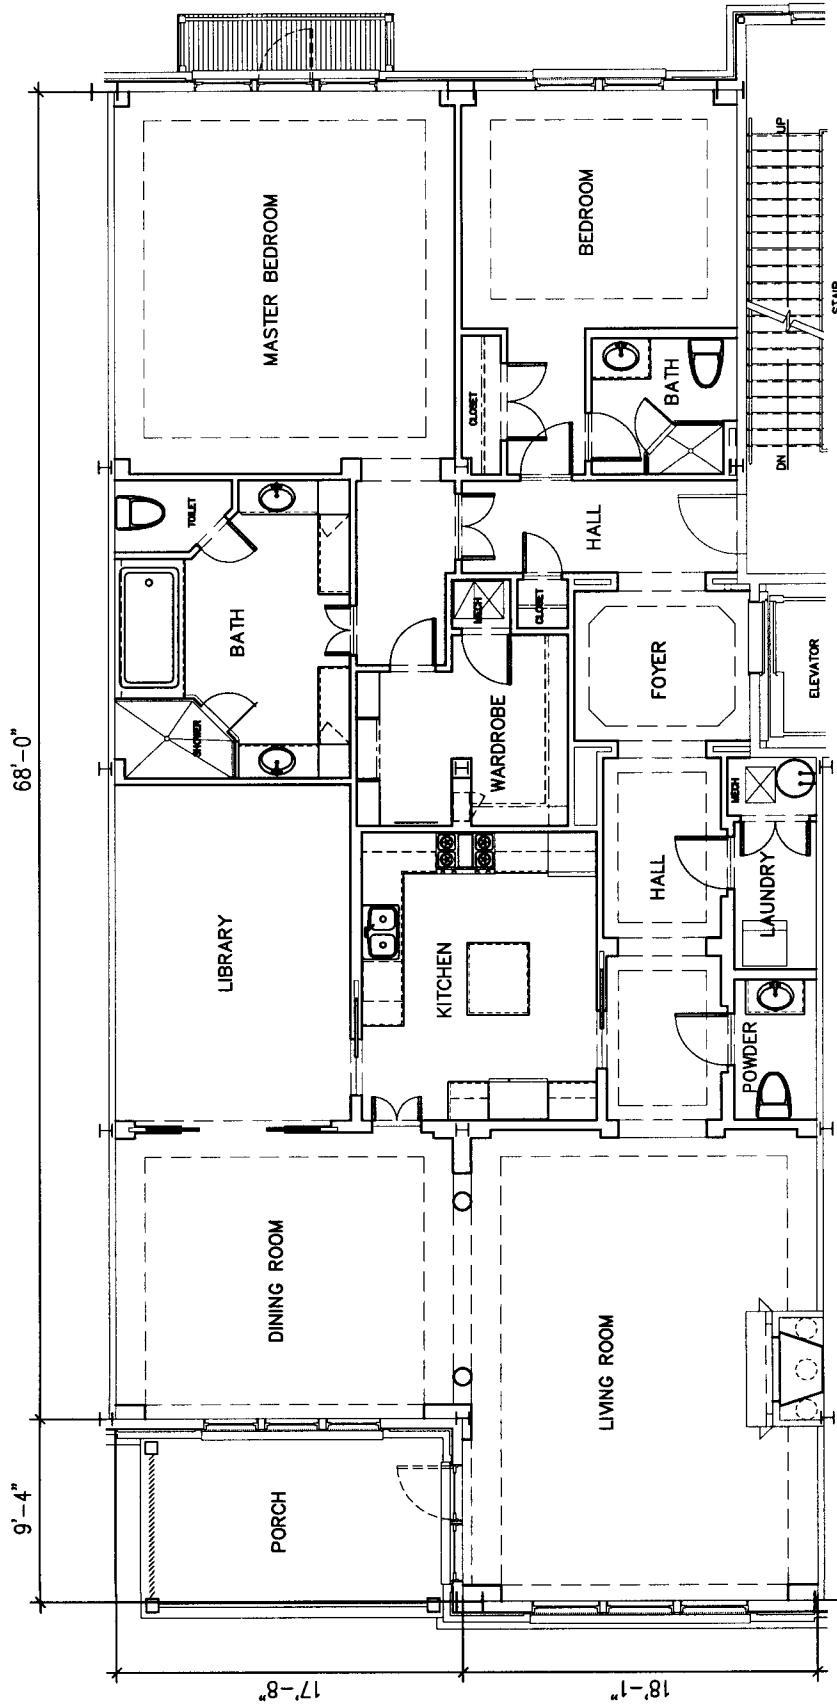 68'-0"
9'-4"
17'-8"
18'-1"
MASTER BEDROOM
BEDROOM
CLOSET
BATH
UP
DN
STAIR
TOILET
BATH
SHOWER
HALL
MECH
CLOSET
WARDROBE
FOYER
ELEVATOR
LIBRARY
KITCHEN
HALL
MECH
LAUNDRY
POWDER
DINING ROOM
LIVING ROOM
PORCH